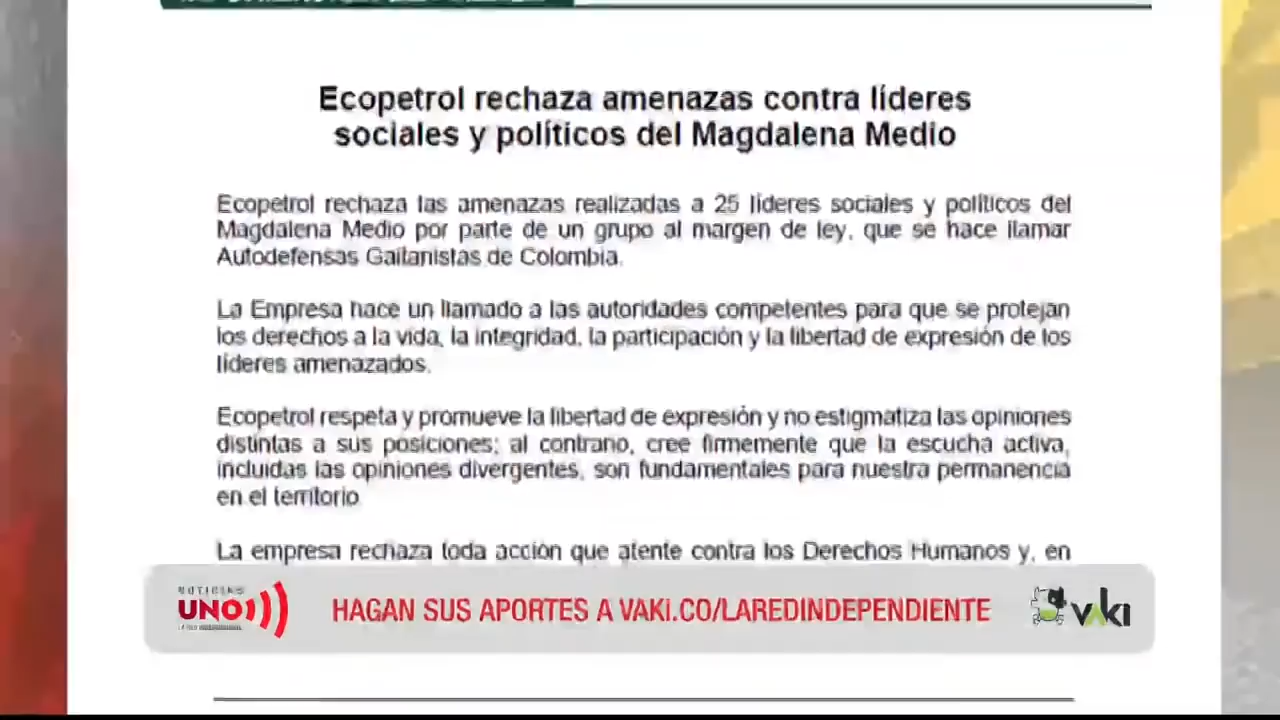 Ecopetrol rechaza amenazas contra líderes
sociales y políticos del Magdalena Medio
Ecopetrol rechaza las amenazas realizadas a 25 líderes sociales y políticos del
Magdalena Medio por parte de un grupo al margen de ley, que se hace llamar
Autodefensas Gaitanistas de Colombia.
La Empresa hace un llamado a las autoridades competentes para que se protejan
los derechos a la vida, la integridad, la participación y la libertad de expresión de los
líderes amenazados.
Ecopetrol respeta y promueve la libertad de expresión y no estigmatiza las opiniones
distintas a sus posiciones; al contrario, cree firmemente que la escucha activa,
incluidas las opiniones divergentes, son fundamentales para nuestra permanencia
en el territorio.
La empresa rechaza toda acción que atente contra los Derechos Humanos y, en
NOTICIAS
UNO
HAGAN SUS APORTES A VAKI.CO/LAREDINDEPENDIENTE
vaki